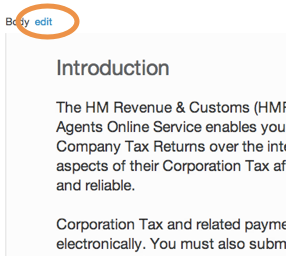 Body edit
Introduction
The HM Revenue & Customs (HMR
Agents Online Service enables you
Company Tax Returns over the inte
aspects of their Corporation Tax af
and reliable.
Corporation Tax and related payme
electronically. You must also subm